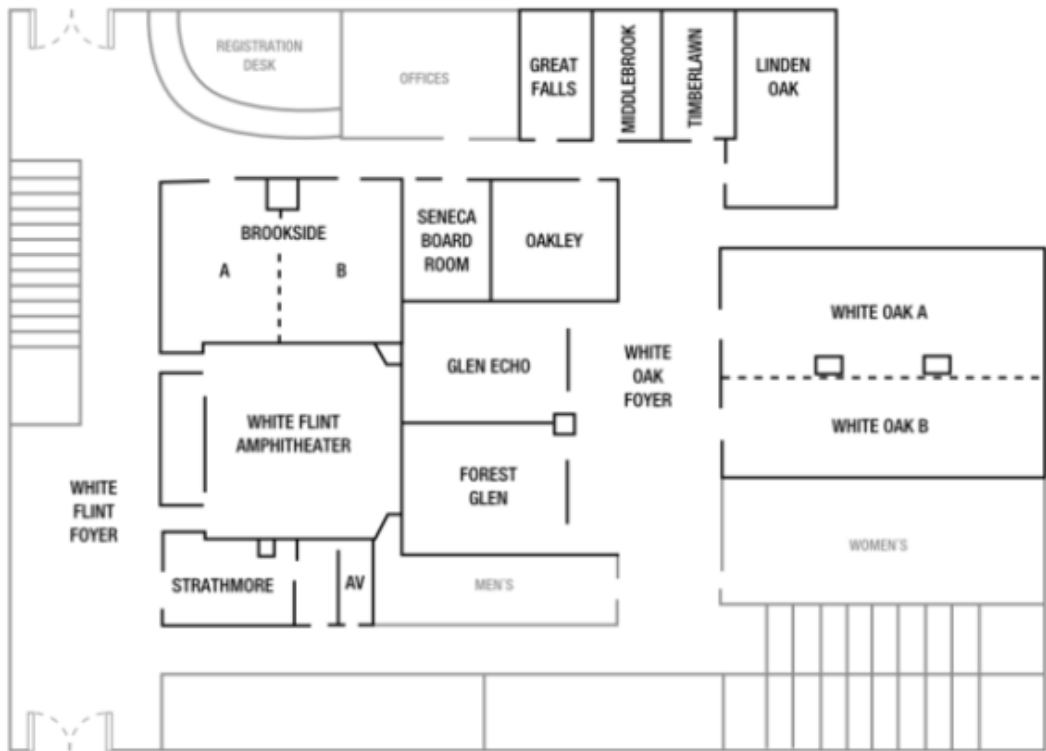 REGISTRATION
DESK
OFFICES
GREAT
FALLS
MIDDLEBROOK
TIMBERLAWN
LINDEN
OAK
BROOKSIDE
A
B
SENECA
BOARD
ROOM
OAKLEY
WHITE OAK A
GLEN ECHO
WHITE
OAK
FOYER
WHITE FLINT
AMPHITHEATER
WHITE OAK B
WHITE
FLINT
FOYER
FOREST
GLEN
WOMEN'S
STRATHMORE
AV
MEN'S